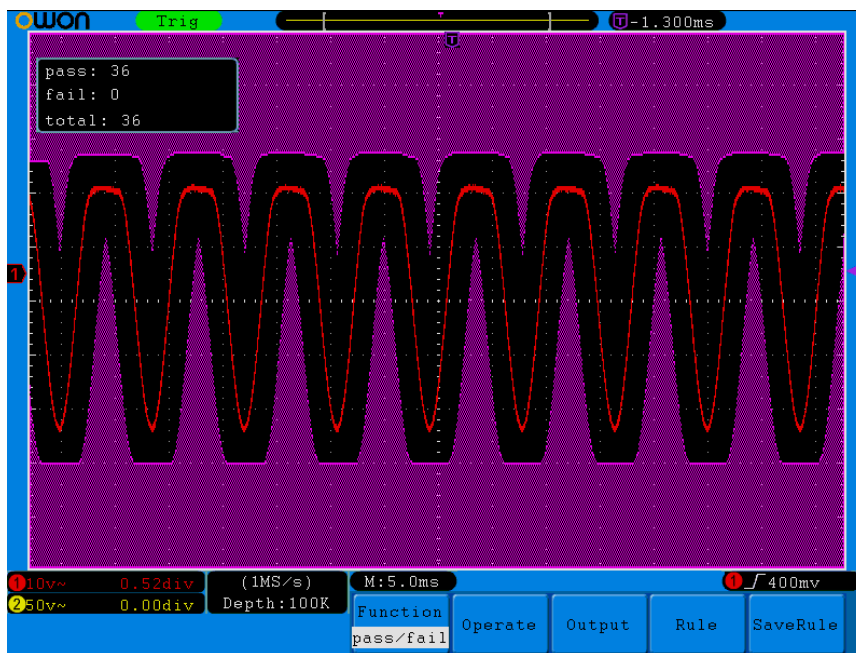 OWON Trig T -1.300ms
T
pass: 36
fail: 0
total: 36
1
1 10v~ 0.52div (1MS/s) M:5.0ms 1 400mv
2 50v~ 0.00div Depth:100K
Function
pass/fail Operate Output Rule SaveRule